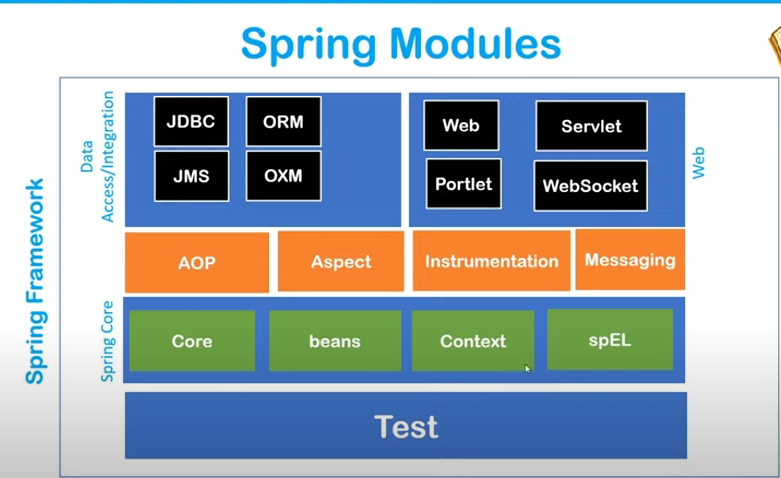 Spring Modules
Spring Framework
Data
Access/Integration
JDBC
ORM
JMS
OXM
Web
Servlet
Portlet
WebSocket
Web
AOP
Aspect
Instrumentation
Messaging
Spring Core
Core
beans
Context
spEL
Test